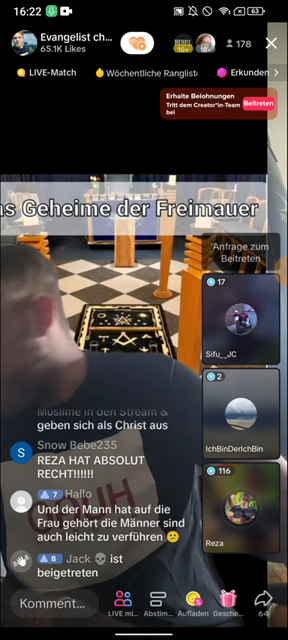 16:22
63
Evangelist ch...
65.1K Likes
10+
10+
178
LIVE-Match
Wöchentliche Rangliste
Erkunden
Erhalte Belohnungen
Tritt dem Creator*in-Team
bei
Beitreten
as Geheime der Freimauer
Anfrage zum
Beitreten
17
Sifu__JC
2
IchBinDerIchBin
116
Reza
Muslime in den Stream &
geben sich als Christ aus
S
Snow Bebe235
REZA HAT ABSOLUT
RECHT!!!!!!
7 Hallo
Und der Mann hat auf die
Frau gehört die Männer sind
auch leicht zu verführen
8 Jack 💀 ist
beigetreten
Komment...
LIVE mi...
Abstim...
Aufladen
Gesche...
64